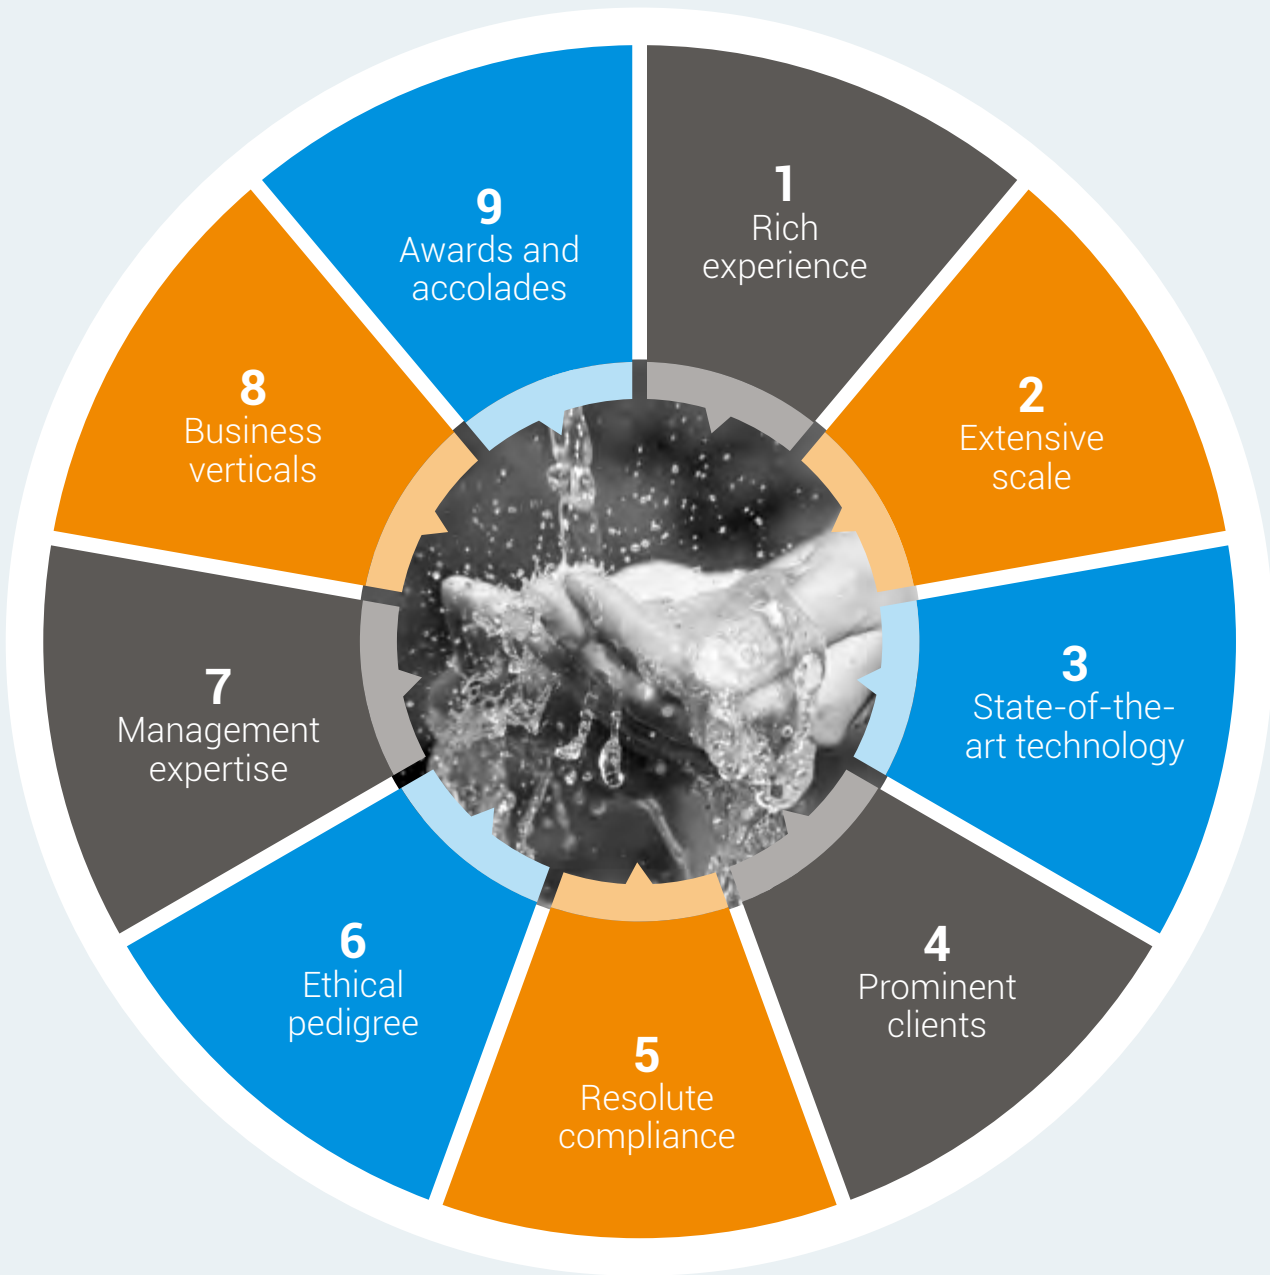 1
Rich
experience
2
Extensive
scale
3
State-of-the-
art technology
4
Prominent
clients
5
Resolute
compliance
6
Ethical
pedigree
7
Management
expertise
8
Business
verticals
9
Awards and
accolades